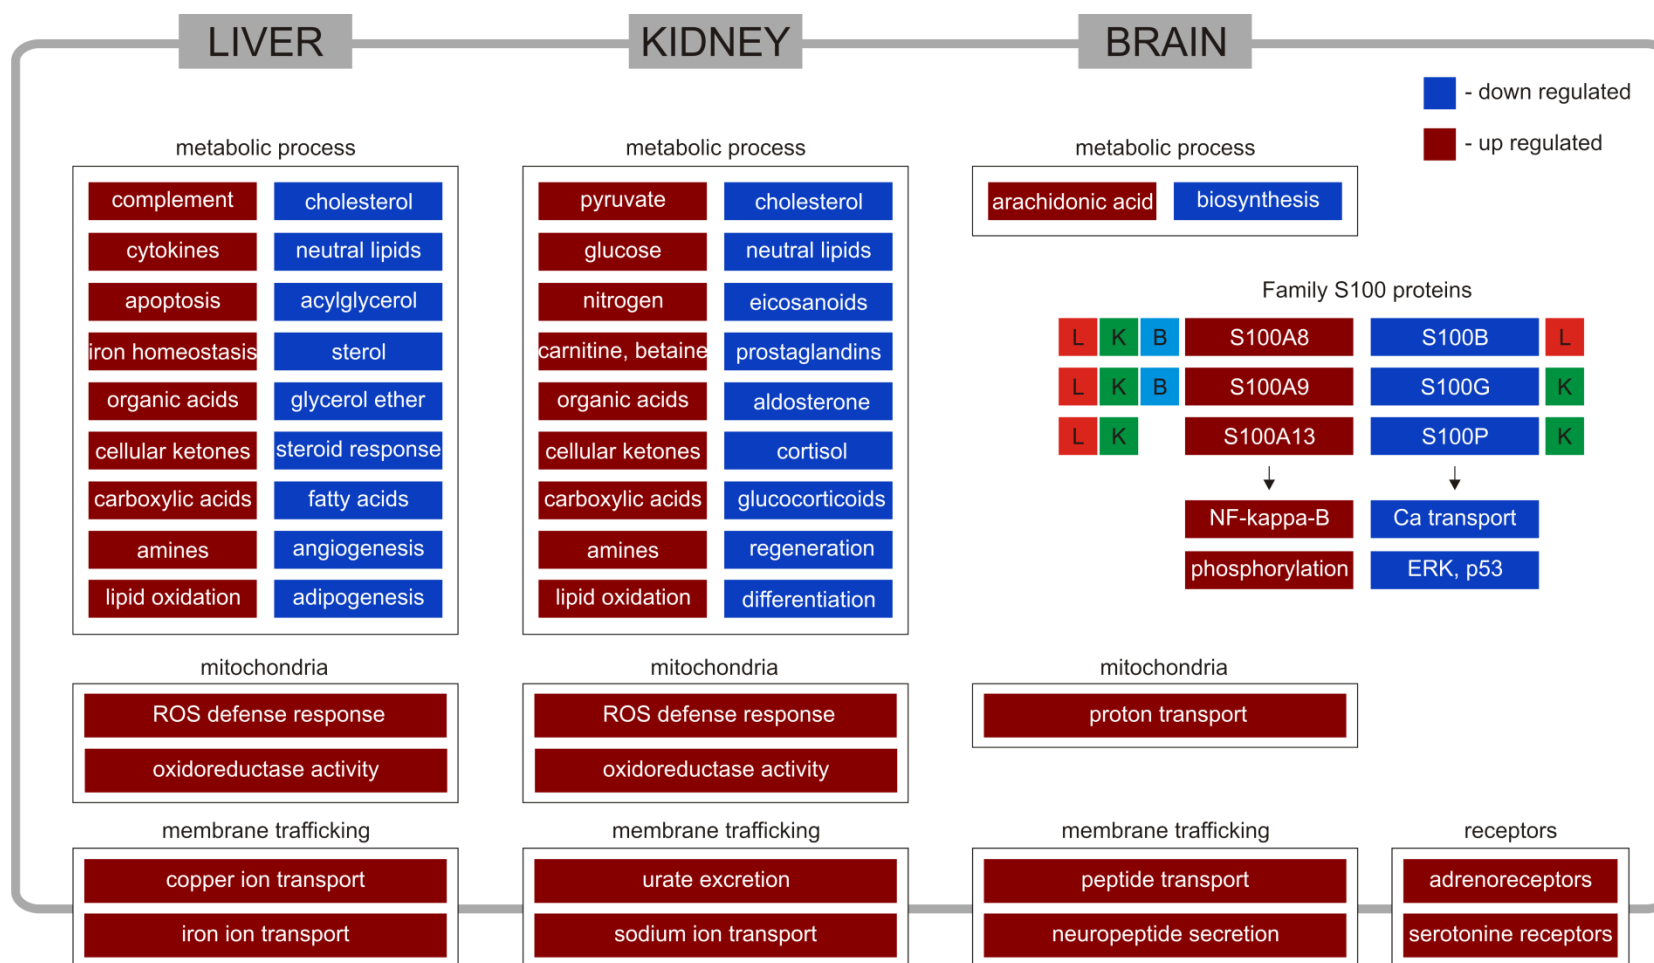 LIVER
KIDNEY
BRAIN
- down regulated
- up regulated
metabolic process
complement
cholesterol
cytokines
neutral lipids
apoptosis
acylglycerol
iron homeostasis
sterol
organic acids
glycerol ether
cellular ketones
steroid response
carboxylic acids
fatty acids
amines
angiogenesis
lipid oxidation
adipogenesis
mitochondria
ROS defense response
oxidoreductase activity
membrane trafficking
copper ion transport
iron ion transport
metabolic process
pyruvate
cholesterol
glucose
neutral lipids
nitrogen
eicosanoids
carnitine, betaine
prostaglandins
organic acids
aldosterone
cellular ketones
cortisol
carboxylic acids
glucocorticoids
amines
regeneration
lipid oxidation
differentiation
mitochondria
ROS defense response
oxidoreductase activity
membrane trafficking
urate excretion
sodium ion transport
metabolic process
arachidonic acid
biosynthesis
Family S100 proteins
L K B S100A8 S100B L
L K B S100A9 S100G K
L K S100A13 S100P K
NF-kappa-B
Ca transport
phosphorylation
ERK, p53
mitochondria
proton transport
membrane trafficking
peptide transport
neuropeptide secretion
receptors
adrenoreceptors
serotonine receptors